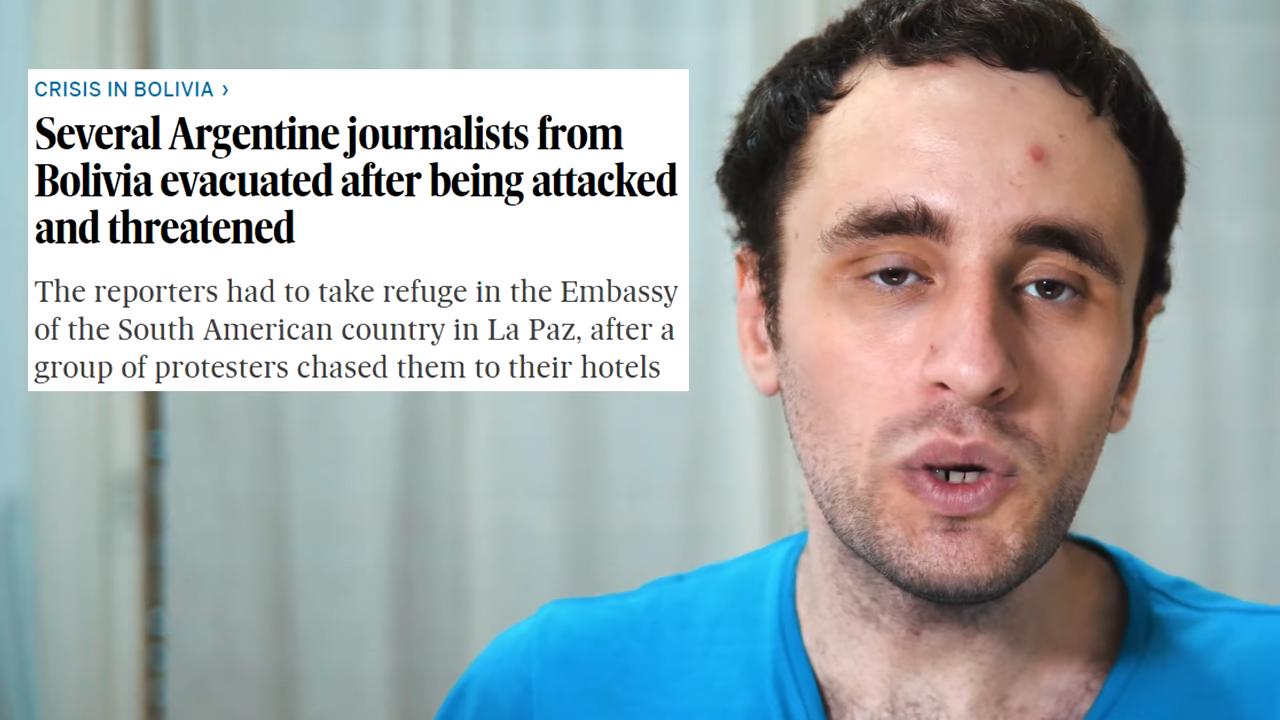 CRISIS IN BOLIVIA ›
Several Argentine journalists from
Bolivia evacuated after being attacked
and threatened
The reporters had to take refuge in the Embassy
of the South American country in La Paz, after a
group of protesters chased them to their hotels